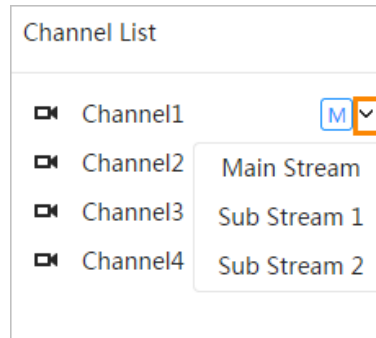 Channel List
Channel1 M
Channel2
Main Stream
Channel3
Sub Stream 1
Channel4
Sub Stream 2